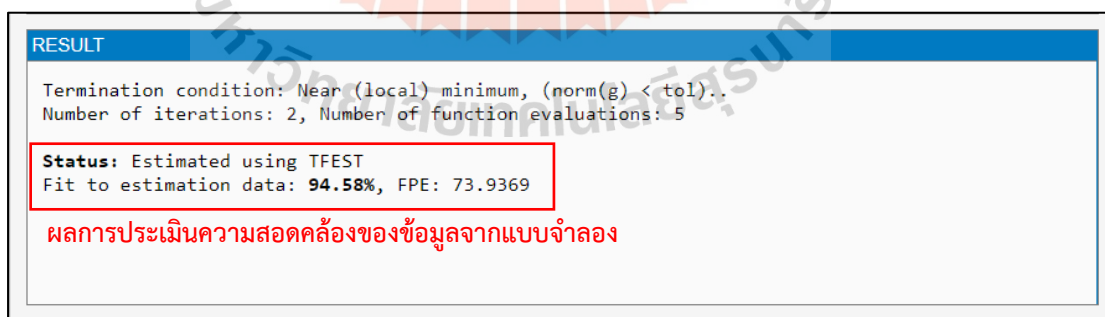 RESULT
Termination condition: Near (local) minimum, (norm(g) < tol)..
Number of iterations: 2, Number of function evaluations: 5
Status: Estimated using TFEST
Fit to estimation data: 94.58%, FPE: 73.9369
ผลการประเมินความสอดคล้องของข้อมูลจากแบบจำลอง